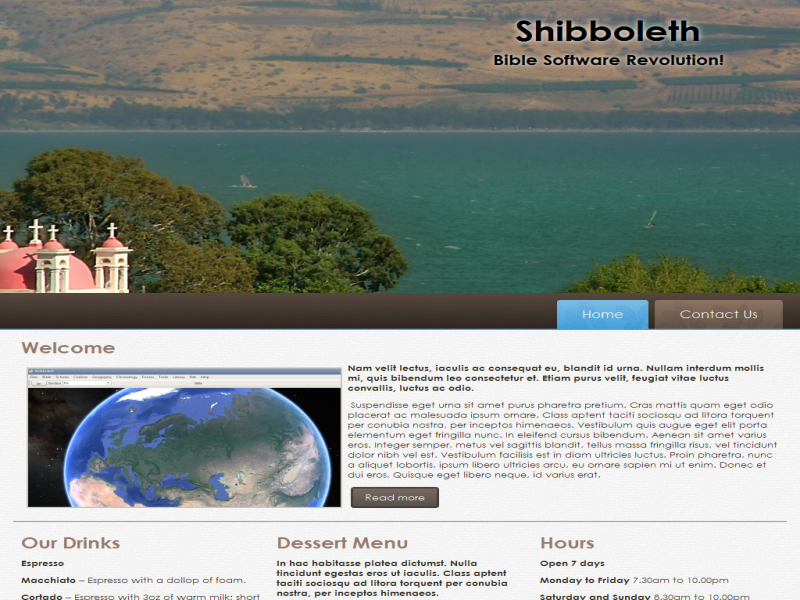 Shibboleth
Bible Software Revolution!
Home
Contact Us
Welcome
Nam velit lectus, iaculis ac consequat eu, blandit id urna. Nullam interdum mollis
mi, quis bibendum leo consectetur et. Etiam purus velit, feugiat vitae luctus
convallis, luctus ac odio.
Suspendisse eget urna sit amet purus pharetra pretium. Cras mattis quam eget odio
placerat ac malesuada ipsum ornare. Class aptent taciti sociosqu ad litora torquent
per conubia nostra, per inceptos himenaeos. Vestibulum quis augue eget elit porta
elementum eget fringilla nunc. In eleifend cursus bibendum. Aenean sit amet varius
eros. Integer semper, metus vel sagittis blandit, tellus massa fringilla risus, vel tincidunt
dolor nibh vel est. Vestibulum facilisis est in diam ultricies luctus. Proin pharetra, nunc
a aliquet lobortis, ipsum libero ultricies arcu, eu ornare sapien mi ut enim. Donec et
dui eros. Quisque eget libero neque, id varius erat.
Read more
Our Drinks
Espresso
Macchiato – Espresso with a dollop of foam.
Cortado – Espresso with 3oz of warm milk; short
Dessert Menu
In hac habitasse platea dictumst. Nulla
tincidunt egestas eros ut iaculis. Class aptent
taciti sociosqu ad litora torquent per conubia
nostra, per inceptos himenaeos.
Hours
Open 7 days
Monday to Friday 7.30am to 10.00pm
Saturday and Sunday 8.30am to 10.00pm